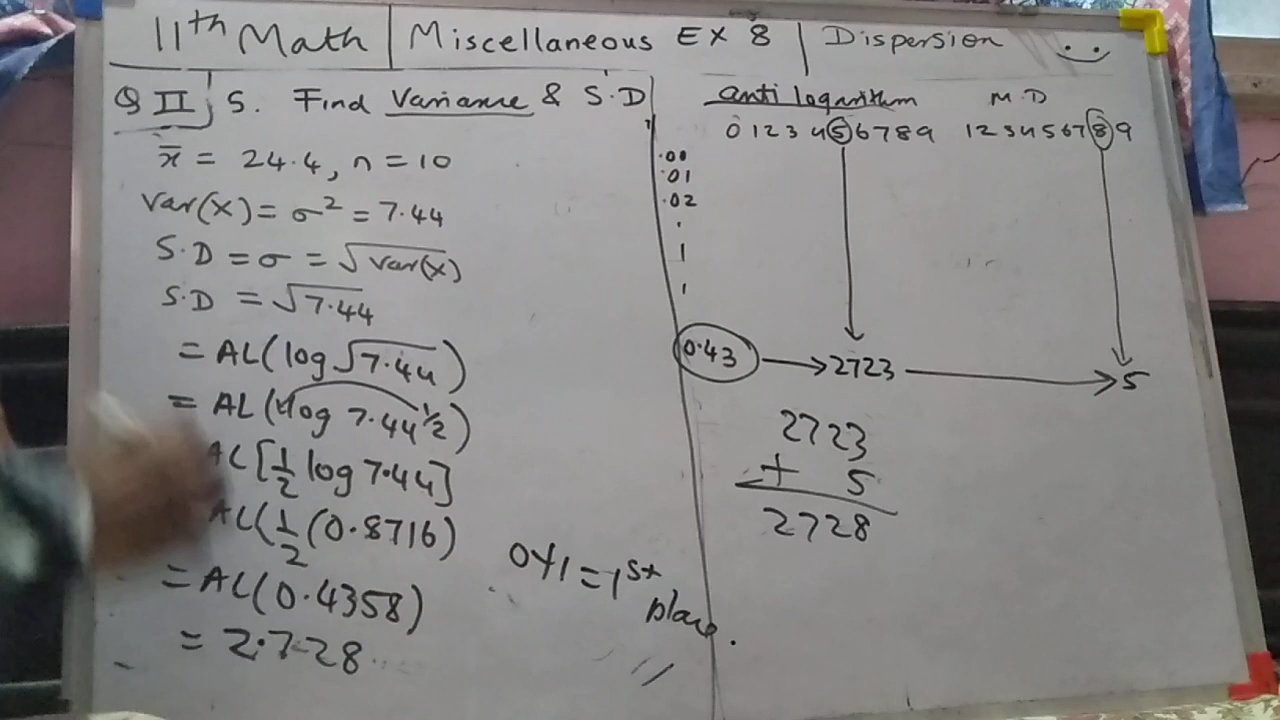 11th Math | Miscellaneous EX 8 | Dispersion
Q II, 5. Find Variance & S.D
x̄ = 24.4, n = 10
Var(X) = σ² = 7.44
S.D = σ = √Var(X)
S.D = √7.44
= AL(log √7.44)
= AL(log 7.44^1/2)
AL[1/2 log 7.44]
AL(1/2 (0.8716)
= AL(0.4358)
= 2.728
0+1 = 1st place.
anti logarithm M.D
0 1 2 3 4 5 6 7 8 9 1 2 3 4 5 6 7 8 9
.00
.01
.02
0.43 → 2723 → 5
2723
+ 5
2728